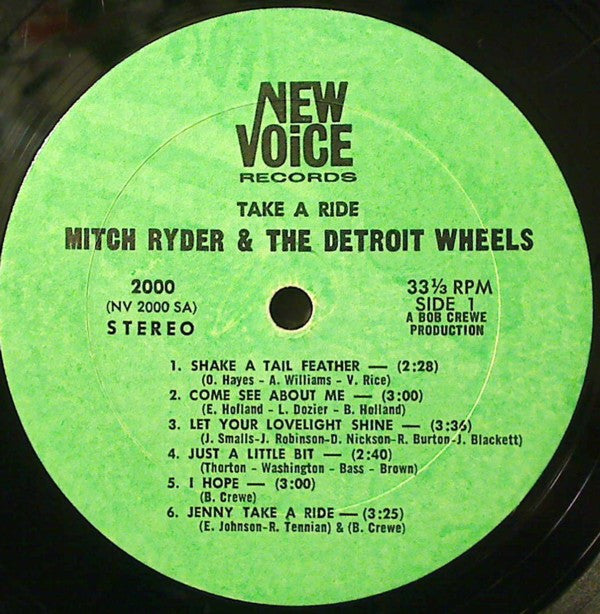 NEW
VOiCE
RECORDS
TAKE A RIDE
MITCH RYDER & THE DETROIT WHEELS
2000
(NV 2000 SA)
STEREO
33⅓ RPM
SIDE 1
A BOB CREWE
PRODUCTION
1. SHAKE A TAIL FEATHER — (2:28)
(O. Hayes - A. Williams - V. Rice)
2. COME SEE ABOUT ME — (3:00)
(E. Holland - L. Dozier - B. Holland)
3. LET YOUR LOVELIGHT SHINE — (3:36)
(J. Smalls-J. Robinson-D. Nickson-R. Burton-J. Blackett)
4. JUST A LITTLE BIT — (2:40)
(Thorton - Washington - Bass - Brown)
5. I HOPE — (3:00)
(B. Crewe)
6. JENNY TAKE A RIDE — (3:25)
(E. Johnson-R. Tennian) & (B. Crewe)